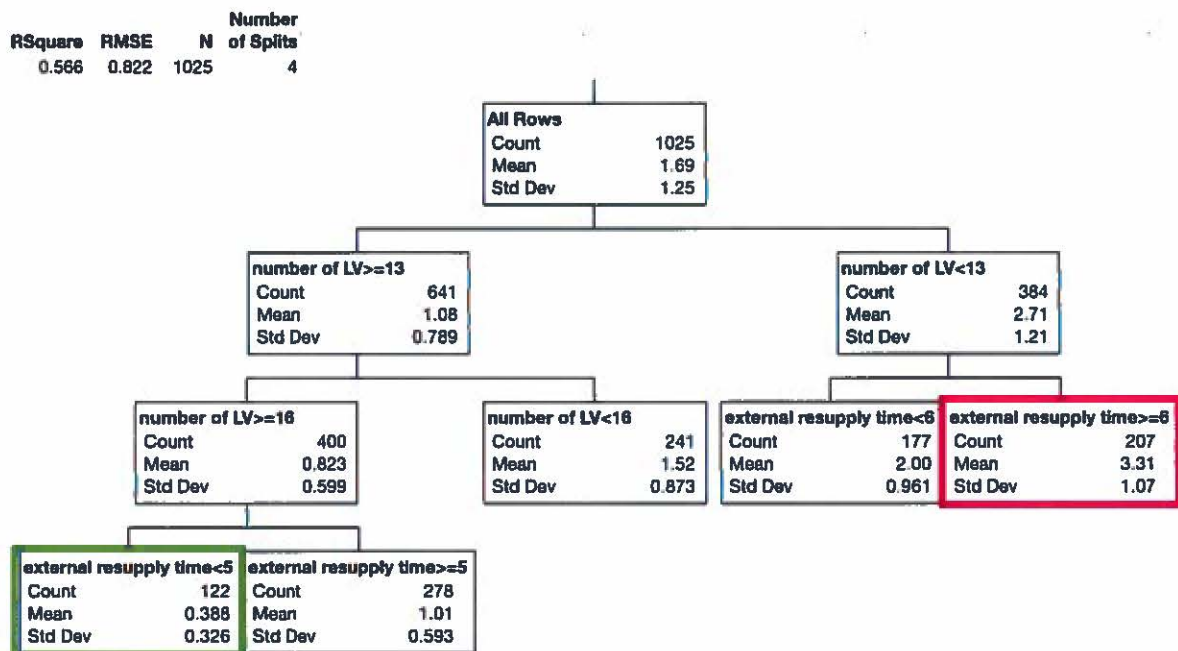 Number
RSquare RMSE N of Splits
0.566 0.822 1025 4
All Rows
Count 1025
Mean 1.69
Std Dev 1.25
number of LV>=13
Count 641
Mean 1.08
Std Dev 0.789
number of LV<13
Count 384
Mean 2.71
Std Dev 1.21
number of LV>=16
Count 400
Mean 0.823
Std Dev 0.599
number of LV<16
Count 241
Mean 1.52
Std Dev 0.873
external resupply time<6
Count 177
Mean 2.00
Std Dev 0.961
external resupply time>=6
Count 207
Mean 3.31
Std Dev 1.07
external resupply time<5
Count 122
Mean 0.388
Std Dev 0.326
external resupply time>=5
Count 278
Mean 1.01
Std Dev 0.593